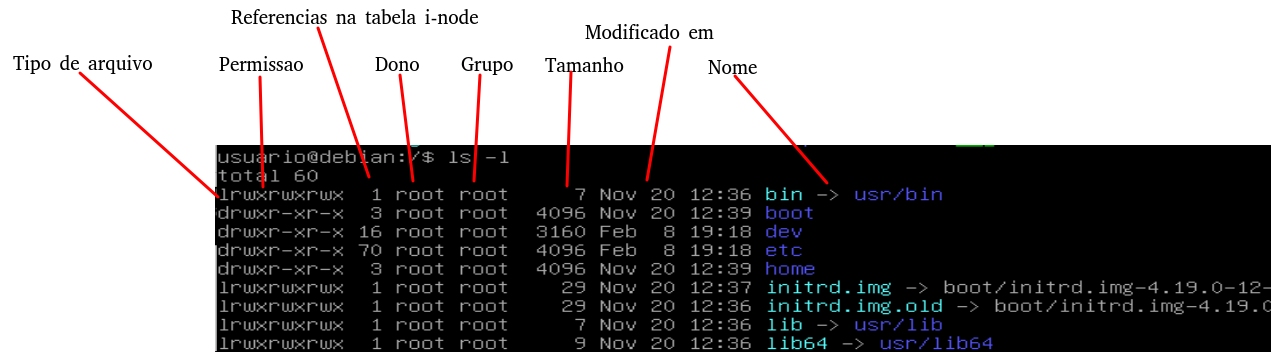 Referencias na tabela i-node
Modificado em
Tipo de arquivo Permissao Dono Grupo Tamanho Nome
usuario@debian:/$ ls -l
total 60
lrwxrwxrwx 1 root root 7 Nov 20 12:36 bin -> usr/bin
drwxr-xr-x 3 root root 4096 Nov 20 12:39 boot
drwxr-xr-x 16 root root 3160 Feb 8 19:18 dev
drwxr-xr-x 70 root root 4096 Feb 8 19:18 etc
drwxr-xr-x 3 root root 4096 Nov 20 12:39 home
lrwxrwxrwx 1 root root 29 Nov 20 12:37 initrd.img -> boot/initrd.img-4.19.0-12-
lrwxrwxrwx 1 root root 29 Nov 20 12:36 initrd.img.old -> boot/initrd.img-4.19.0
lrwxrwxrwx 1 root root 7 Nov 20 12:36 lib -> usr/lib
lrwxrwxrwx 1 root root 9 Nov 20 12:36 lib64 -> usr/lib64